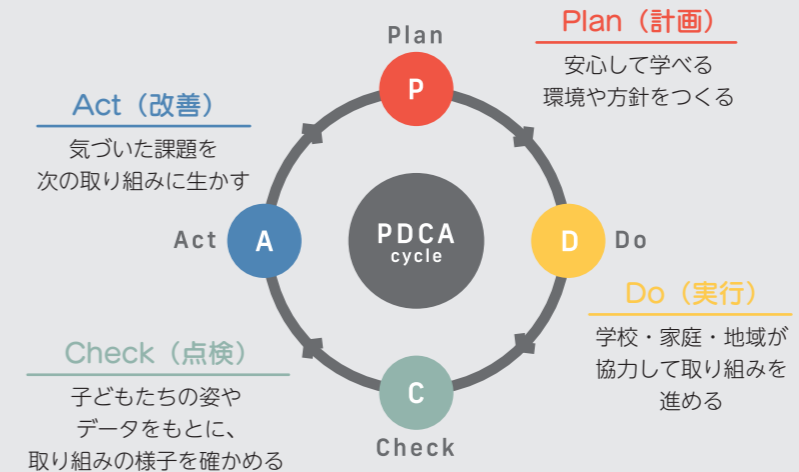 Plan
Plan（計画）
安心して学べる
環境や方針をつくる
P
Act（改善）
気づいた課題を
次の取り組みに生かす
Act
A
PDCA
cycle
D
Do
Do（実行）
学校・家庭・地域が
協力して取り組みを
進める
Check（点検）
子どもたちの姿や
データをもとに、
取り組みの様子を確かめる
C
Check